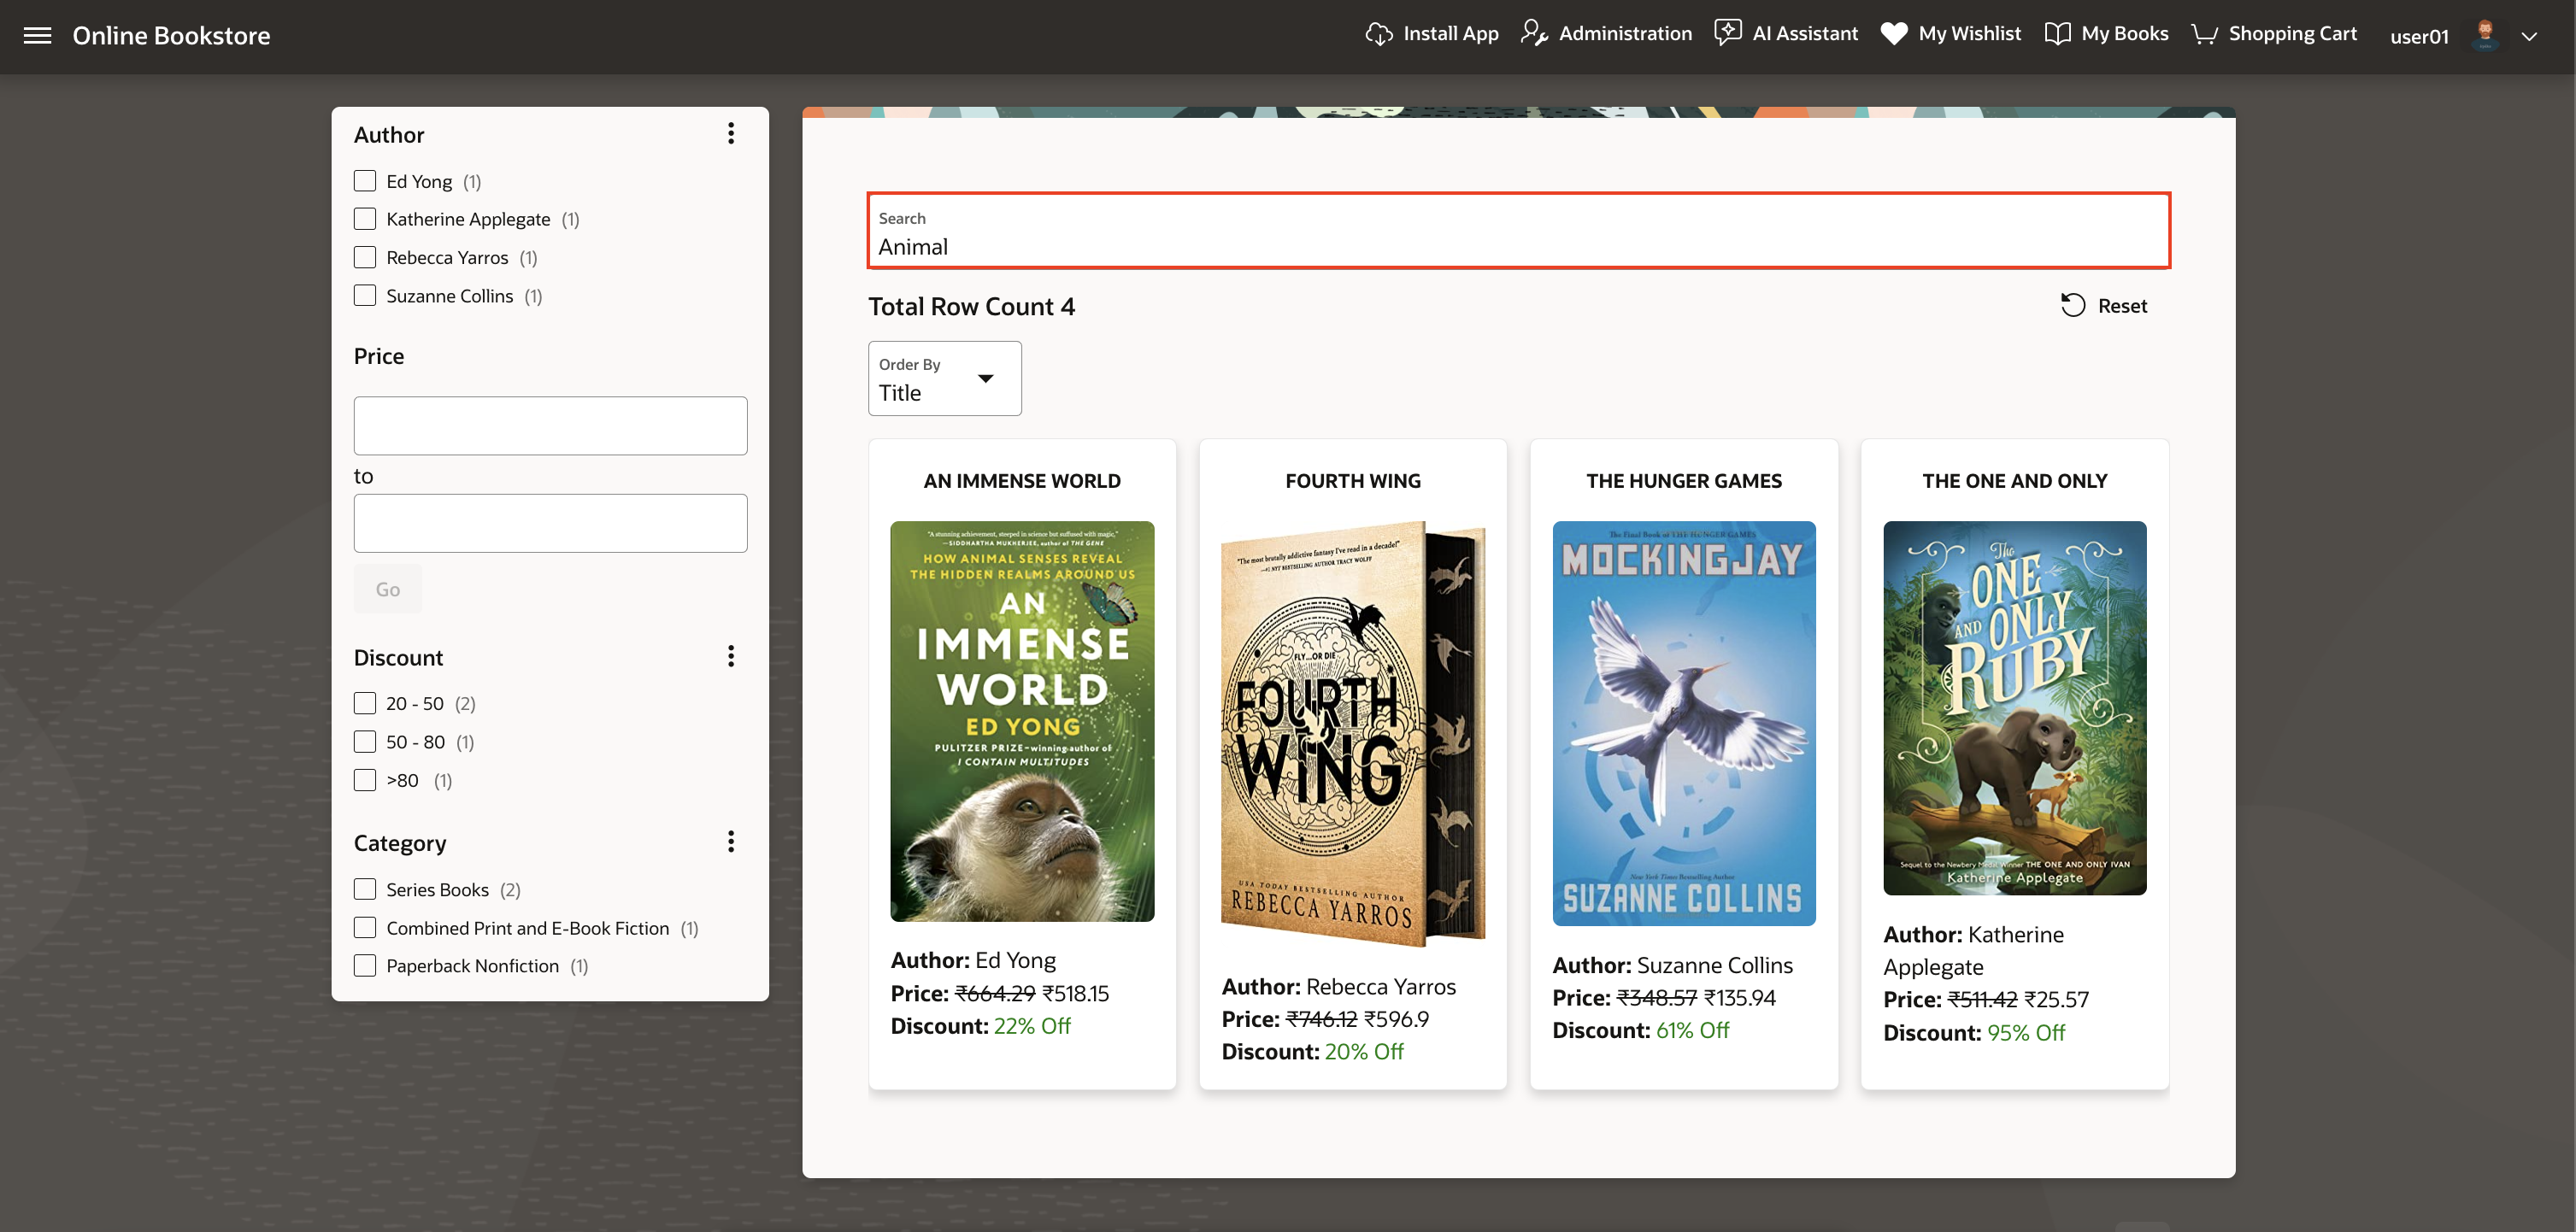 Online Bookstore
Install App
Administration
AI Assistant
My Wishlist
My Books
Shopping Cart
user01
Author
Ed Yong (1)
Katherine Applegate (1)
Rebecca Yarros (1)
Suzanne Collins (1)
Price
to
Go
Discount
20 - 50 (2)
50 - 80 (1)
>80 (1)
Category
Series Books (2)
Combined Print and E-Book Fiction (1)
Paperback Nonfiction (1)
Search
Animal
Total Row Count 4
Reset
Order By
Title
AN IMMENSE WORLD
"A stunning achievement, steeped in science but suffused with magic."
—SIDDHARTHA MUKHERJEE, author of THE GENE
HOW ANIMAL SENSES REVEAL
THE HIDDEN REALMS AROUND US
AN
IMMENSE
WORLD
ED YONG
PULITZER PRIZE–winning author of
I CONTAIN MULTITUDES
Author: Ed Yong
Price: ₹664.29 ₹518.15
Discount: 22% Off
FOURTH WING
"The most brutally addictive fantasy I've read in a decade!"
—#1 NYT BESTSELLING AUTHOR TRACY WOLFF
FLY...OR DIE
FOURTH
WING
USA TODAY BESTSELLING AUTHOR
REBECCA YARROS
Author: Rebecca Yarros
Price: ₹746.12 ₹596.9
Discount: 20% Off
THE HUNGER GAMES
The Final Book of THE HUNGER GAMES
MOCKINGJAY
New York Times Bestselling Author
SUZANNE COLLINS
Author: Suzanne Collins
Price: ₹348.57 ₹135.94
Discount: 61% Off
THE ONE AND ONLY
The
ONE
AND ONLY
RUBY
Sequel to the Newbery Medal Winner THE ONE AND ONLY IVAN
Katherine Applegate
Author: Katherine
Applegate
Price: ₹511.42 ₹25.57
Discount: 95% Off